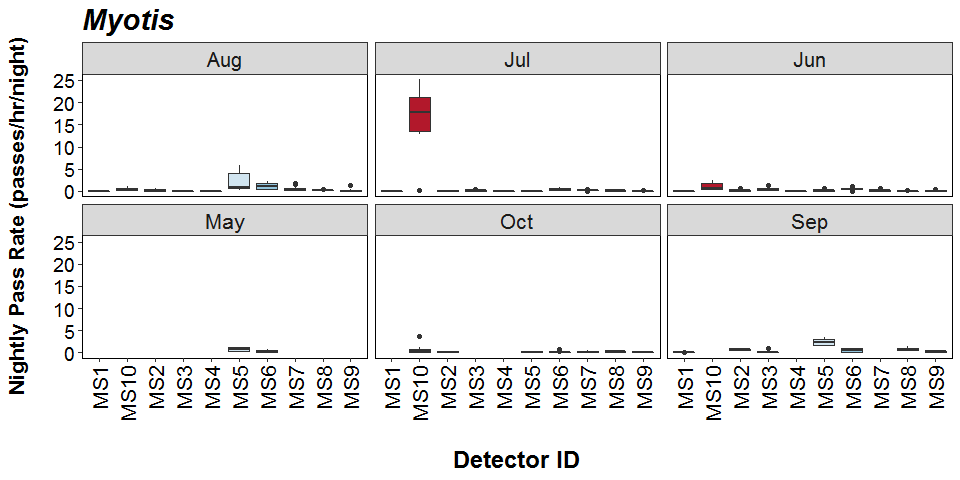 Myotis
Nightly Pass Rate (passes/hr/night)
Aug Jul Jun
25
20
15
10
5
0
May Oct Sep
25
20
15
10
5
0
MS1 MS10 MS2 MS3 MS4 MS5 MS6 MS7 MS8 MS9 MS1 MS10 MS2 MS3 MS4 MS5 MS6 MS7 MS8 MS9 MS1 MS10 MS2 MS3 MS4 MS5 MS6 MS7 MS8 MS9
Detector ID